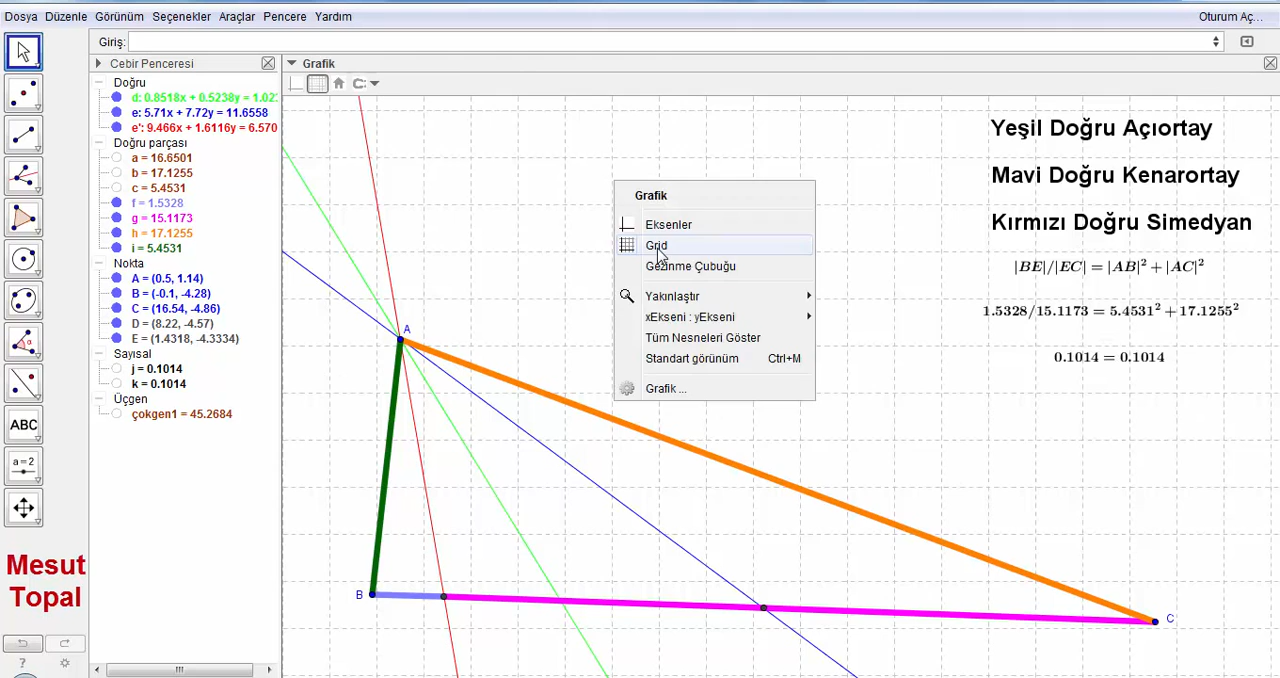 Dosya Düzenle Görünüm Seçenekler Araçlar Pencere Yardım Oturum Aç...
Giriş:
Cebir Penceresi
Grafik
Doğru
d: 0.8518x + 0.5238y = 1.02
e: 5.71x + 7.72y = 11.6558
e': 9.466x + 1.6116y = 6.570
Doğru parçası
a = 16.6501
b = 17.1255
c = 5.4531
f = 1.5328
g = 15.1173
h = 17.1255
i = 5.4531
Nokta
A = (0.5, 1.14)
B = (-0.1, -4.28)
C = (16.54, -4.86)
D = (8.22, -4.57)
E = (1.4318, -4.3334)
Sayısal
j = 0.1014
k = 0.1014
Üçgen
çokgen1 = 45.2684
ABC
a=2
Mesut
Topal
?
Grafik
Eksenler
Grid
Gezinme Çubuğu
Yakınlaştır
xEkseni : yEkseni
Tüm Nesneleri Göster
Standart görünüm Ctrl+M
Grafik ...
A
B
C
Yeşil Doğru Açıortay
Mavi Doğru Kenarortay
Kırmızı Doğru Simedyan
|BE|/|EC| = |AB|² + |AC|²
1.5328/15.1173 = 5.4531² + 17.1255²
0.1014 = 0.1014